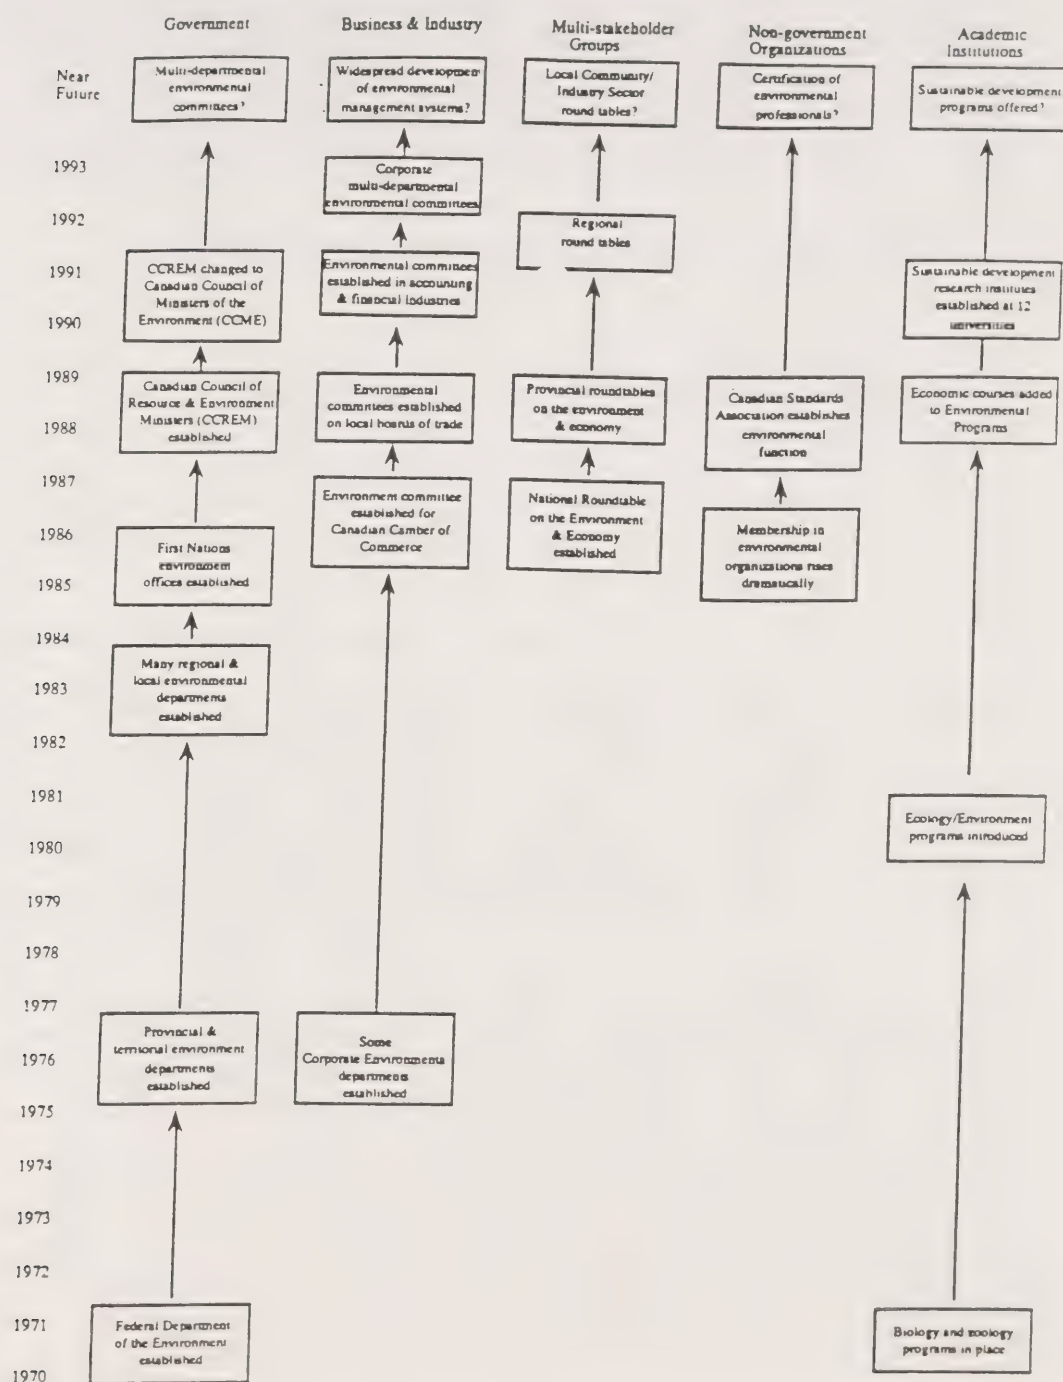 Government
Business & Industry
Multi-stakeholder
Groups
Non-government
Organizations
Academic
Institutions
Near
Future
Multi-departmental
environmental
committees?
Widespread development
of environmental
management systems?
Local Community/
Industry Sector
round tables?
Certification of
environmental
professionals?
Sustainable development
programs offered?
1993
Corporate
multi-departmental
environmental committees
1992
Regional
round tables
1991
CCREM changed to
Canadian Council of
Ministers of the
Environment (CCME)
Environmental committees
established in accounting
& financial industries
Sustainable development
research institutes
established at 12
universities
1990
1989
Canadian Council of
Resource & Environment
Ministers (CCREM)
established
Environmental
committees established
on local boards of trade
Provincial roundtables
on the environment
& economy
Canadian Standards
Association establishes
environmental
function
Economic courses added
to Environmental
Programs
1988
1987
Environment committee
established for
Canadian Camber of
Commerce
National Roundtable
on the Environment
& Economy
established
1986
First Nations
environment
offices established
Membership in
environmental
organizations rises
dramatically
1985
1984
Many regional &
local environmental
departments
established
1983
1982
1981
Ecology/Environment
programs introduced
1980
1979
1978
1977
Provincial &
territorial environment
departments
established
Some
Corporate Environmenta
departments
established
1976
1975
1974
1973
1972
1971
Federal Department
of the Environment
established
Biology and zoology
programs in place
1970